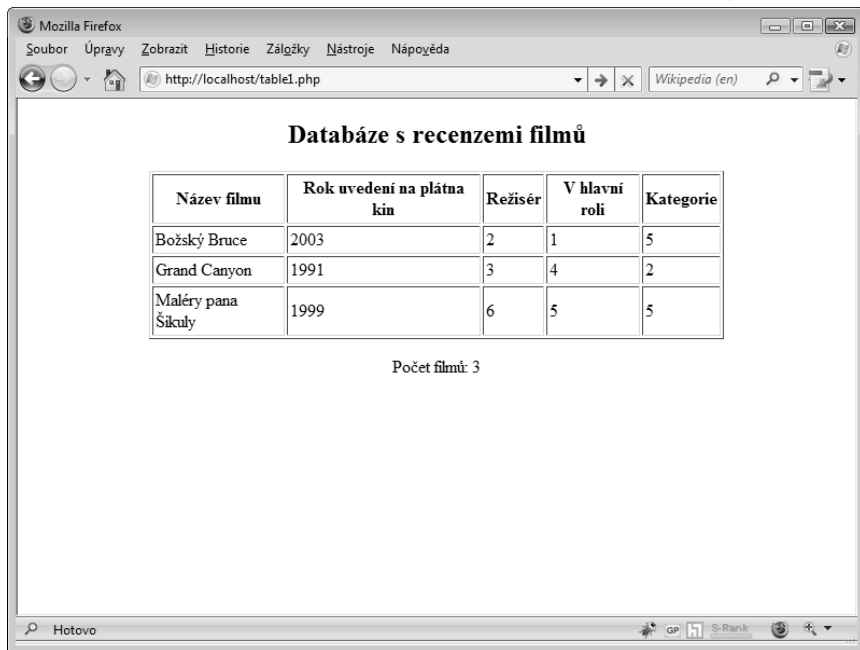 Mozilla Firefox
Soubor Úpravy Zobrazit Historie Záložky Nástroje Nápověda
http://localhost/table1.php Wikipedia (en)
Databáze s recenzemi filmů
Název filmu Rok uvedení na plátna kin Režisér V hlavní roli Kategorie
Božský Bruce 2003 2 1 5
Grand Canyon 1991 3 4 2
Maléry pana Šikuly 1999 6 5 5
Počet filmů: 3
Hotovo GP S-Rank